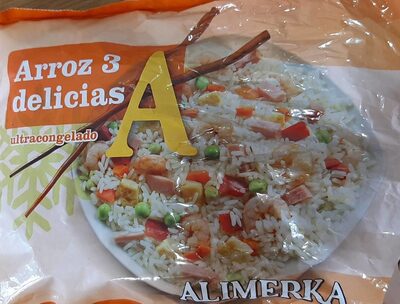 Arroz 3
delicias
ultracongelado
A
ALIMERKA